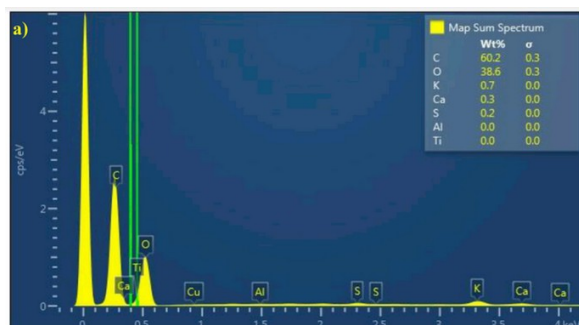 a)
Map Sum Spectrum
Wt% σ
C 60.2 0.3
O 38.6 0.3
K 0.7 0.0
Ca 0.3 0.0
S 0.2 0.0
Al 0.0 0.0
Ti 0.0 0.0
cps/eV
4
2
0
C
Ca
Ti
O
Cu
Al
S
S
K
Ca
Ca
0 0.5 1 1.5 2 2.5 3 3.5 4